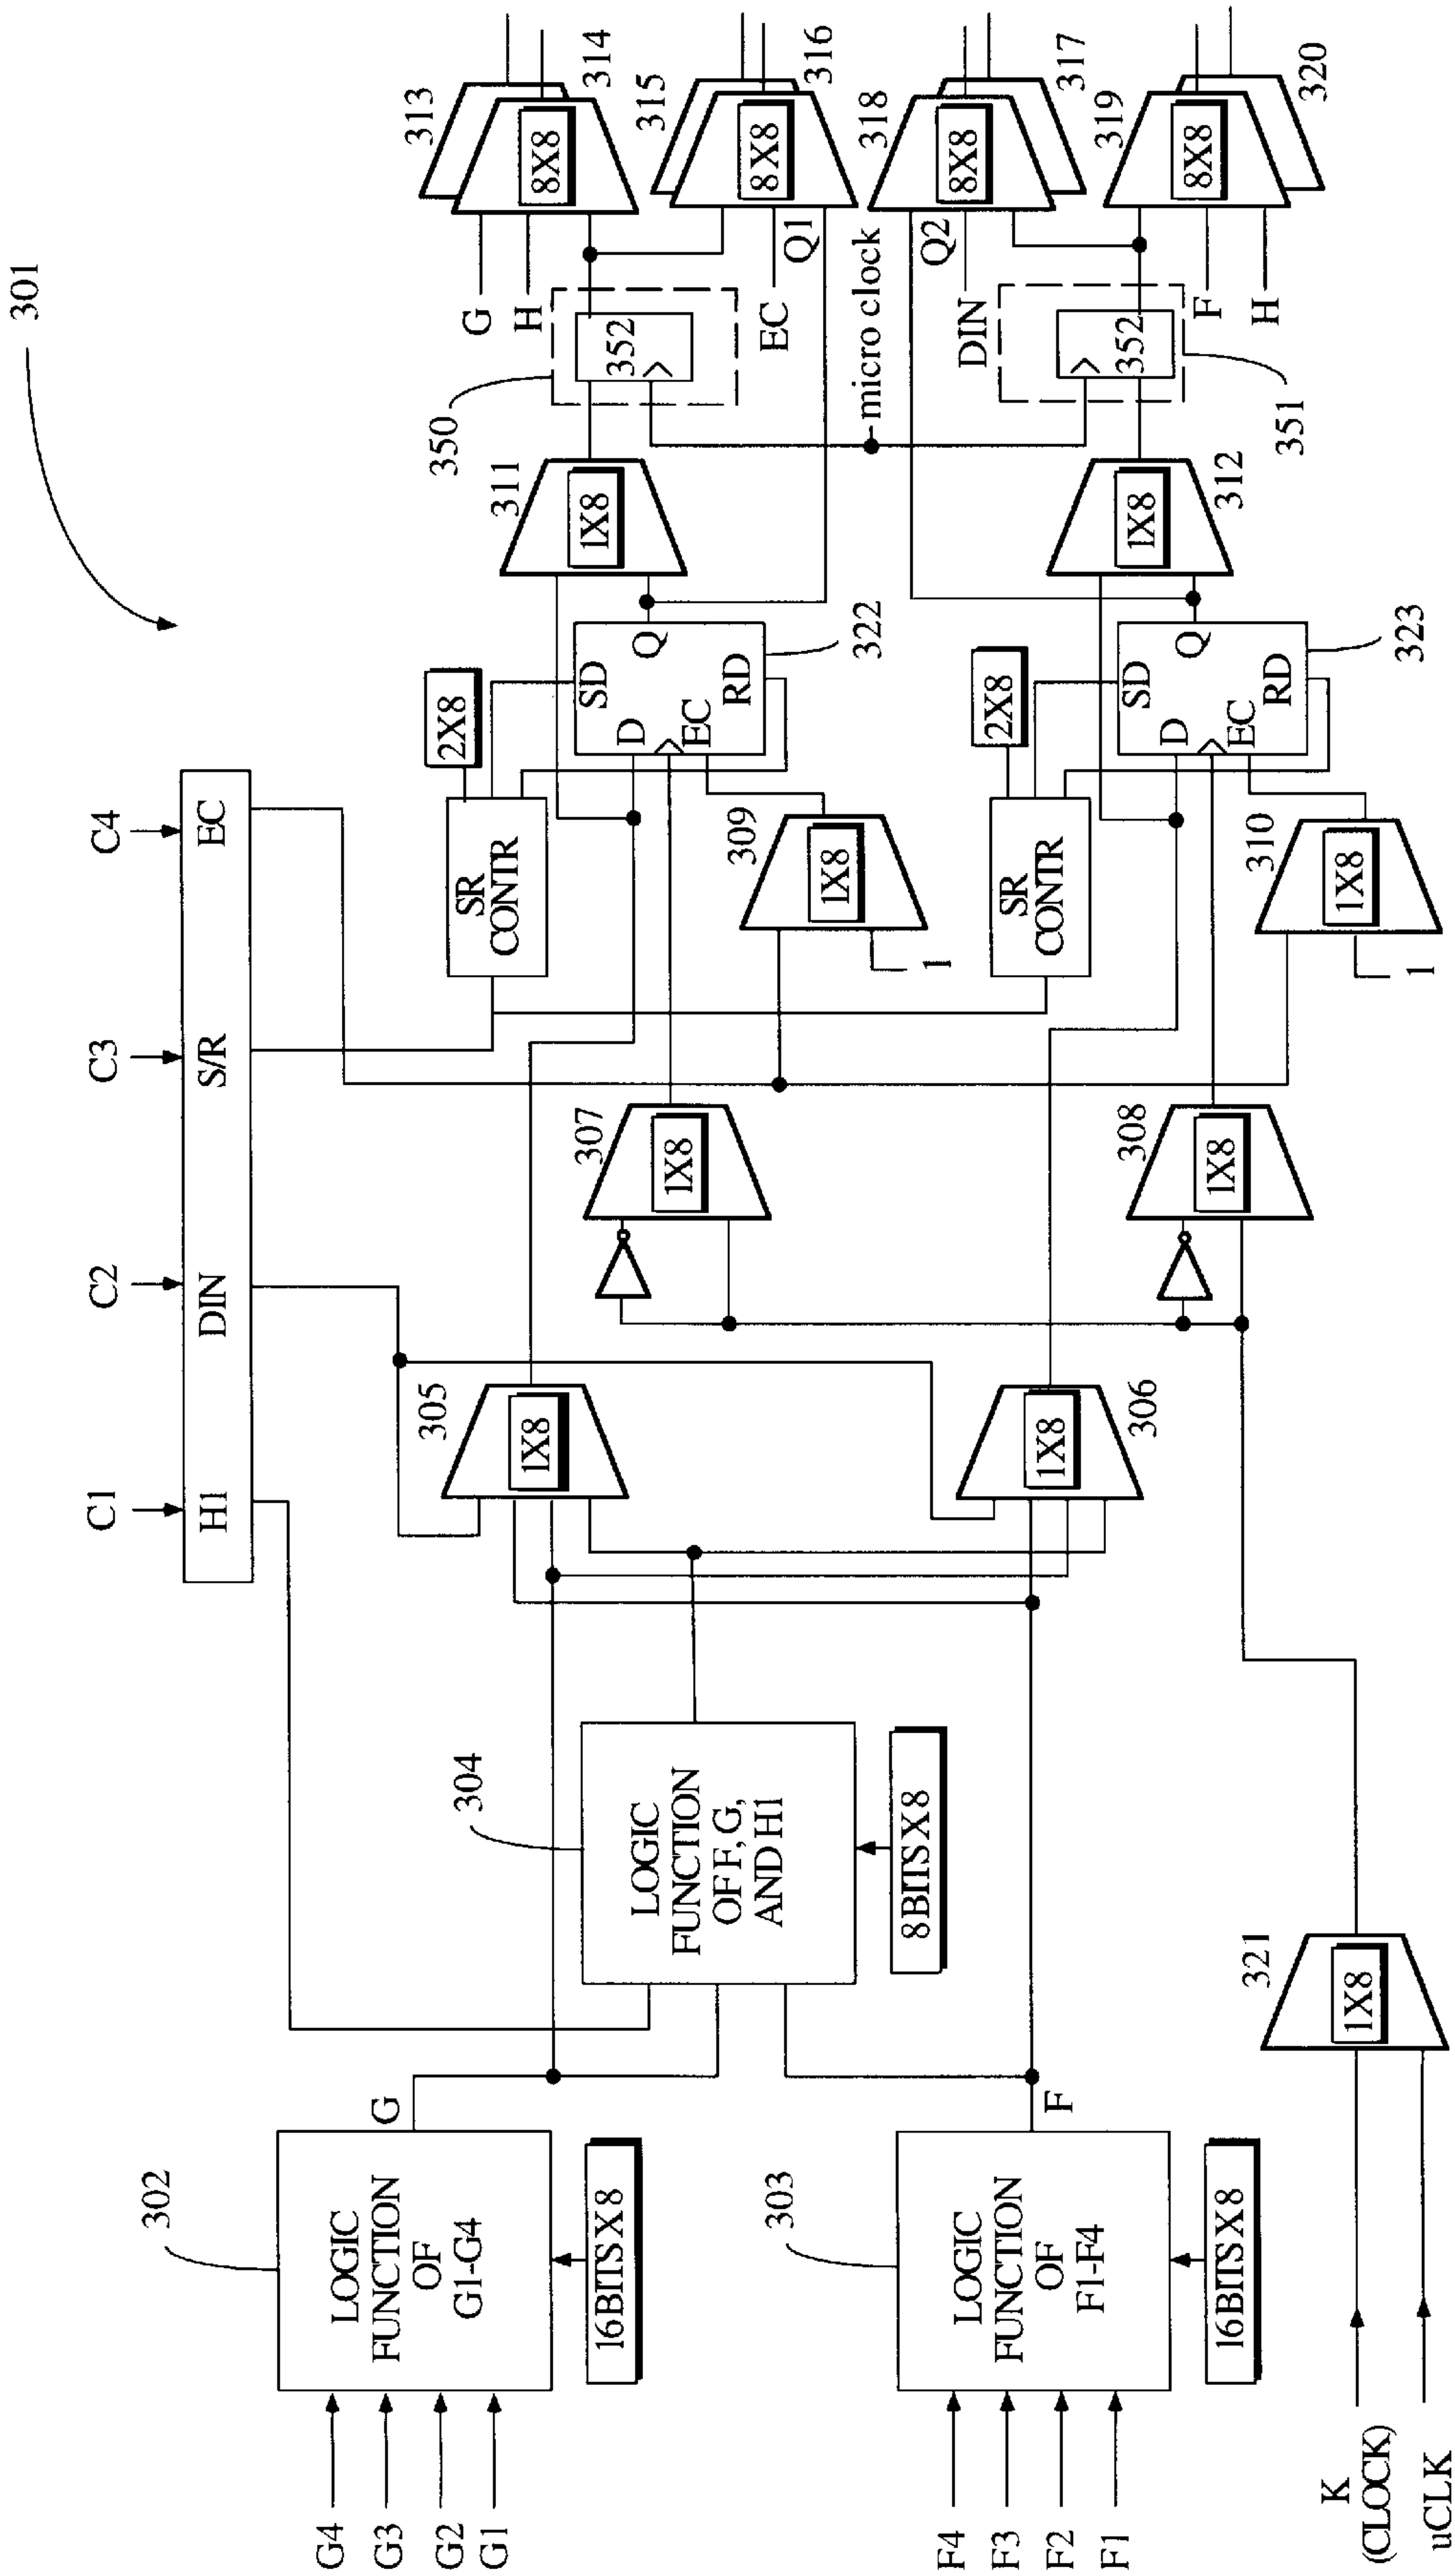 301
C1
C2
C3
C4
H1
DIN
S/R
EC
302
G4
G3
G2
G1
LOGIC
FUNCTION
OF
G1-G4
16BITSX8
G
303
F4
F3
F2
F1
LOGIC
FUNCTION
OF
F1-F4
16BITSX8
F
304
LOGIC
FUNCTION
OF F, G,
AND H1
8BITSX8
K
(CLOCK)
uCLK
321
1X8
305
1X8
306
1X8
307
1X8
308
1X8
SR
CONTR
2X8
309
1X8
1
SR
CONTR
2X8
310
1X8
1
SD
D
Q
EC
RD
322
SD
D
Q
EC
RD
323
311
1X8
312
1X8
350
352
micro clock
352
351
G
H
313
314
8X8
EC
Q1
315
316
8X8
Q2
DIN
318
317
8X8
F
H
319
320
8X8